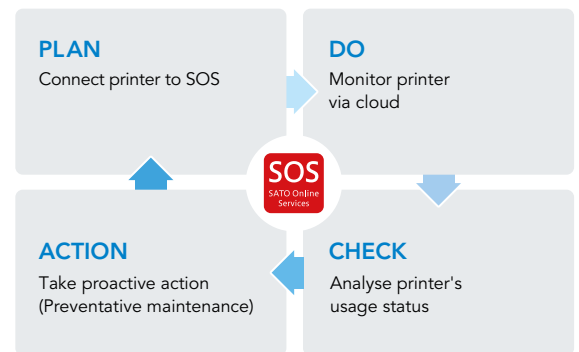 PLAN
Connect printer to SOS
DO
Monitor printer
via cloud
SOS
SATO Online
Services
ACTION
Take proactive action
(Preventative maintenance)
CHECK
Analyse printer's
usage status